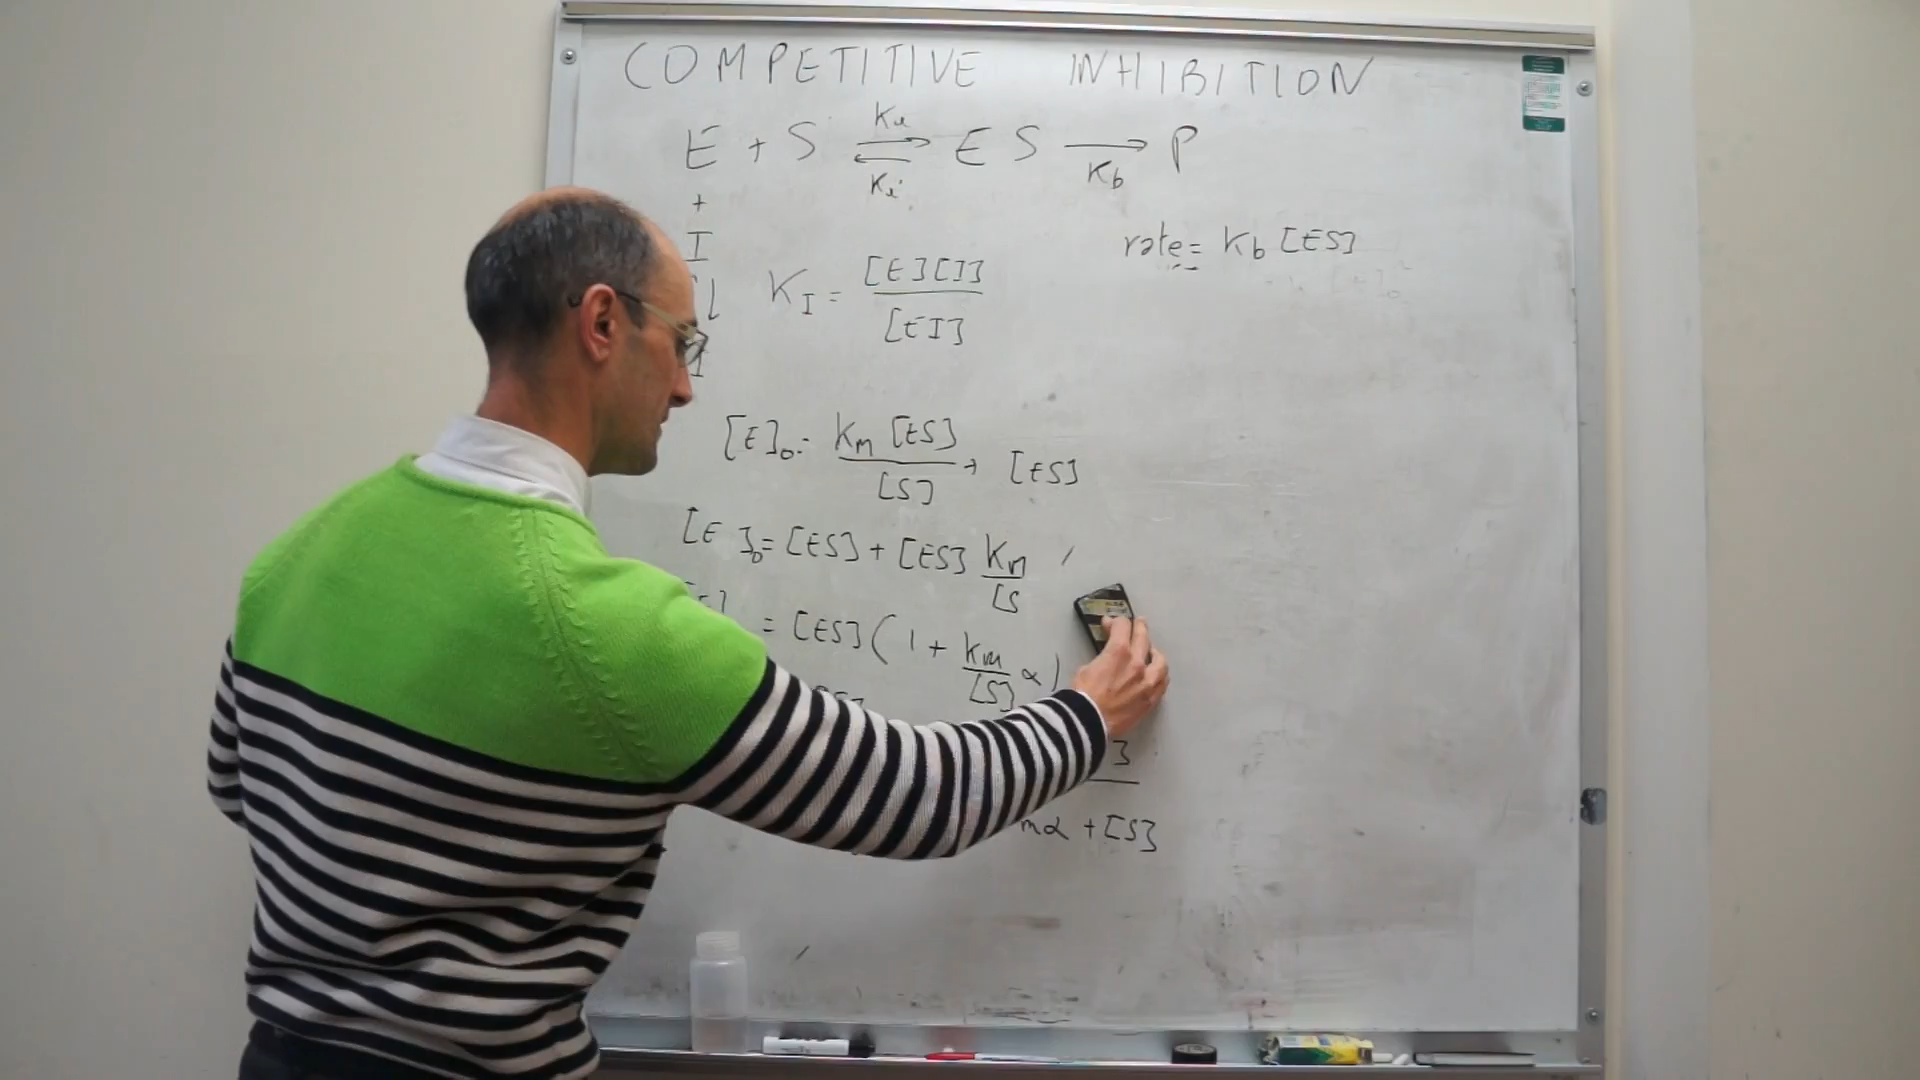 COMPETITIVE INHIBITION
Ka
E + S ⇌ ES → P
Ka' Kb
+
I
rate = Kb [ES]
KI = [E][I] / [EI]
[E]o = Km [ES] / [S] + [ES]
[E ]o = [ES] + [ES] Km / [S
= [ES] ( 1 + Km / [S] α )
mα + [S]